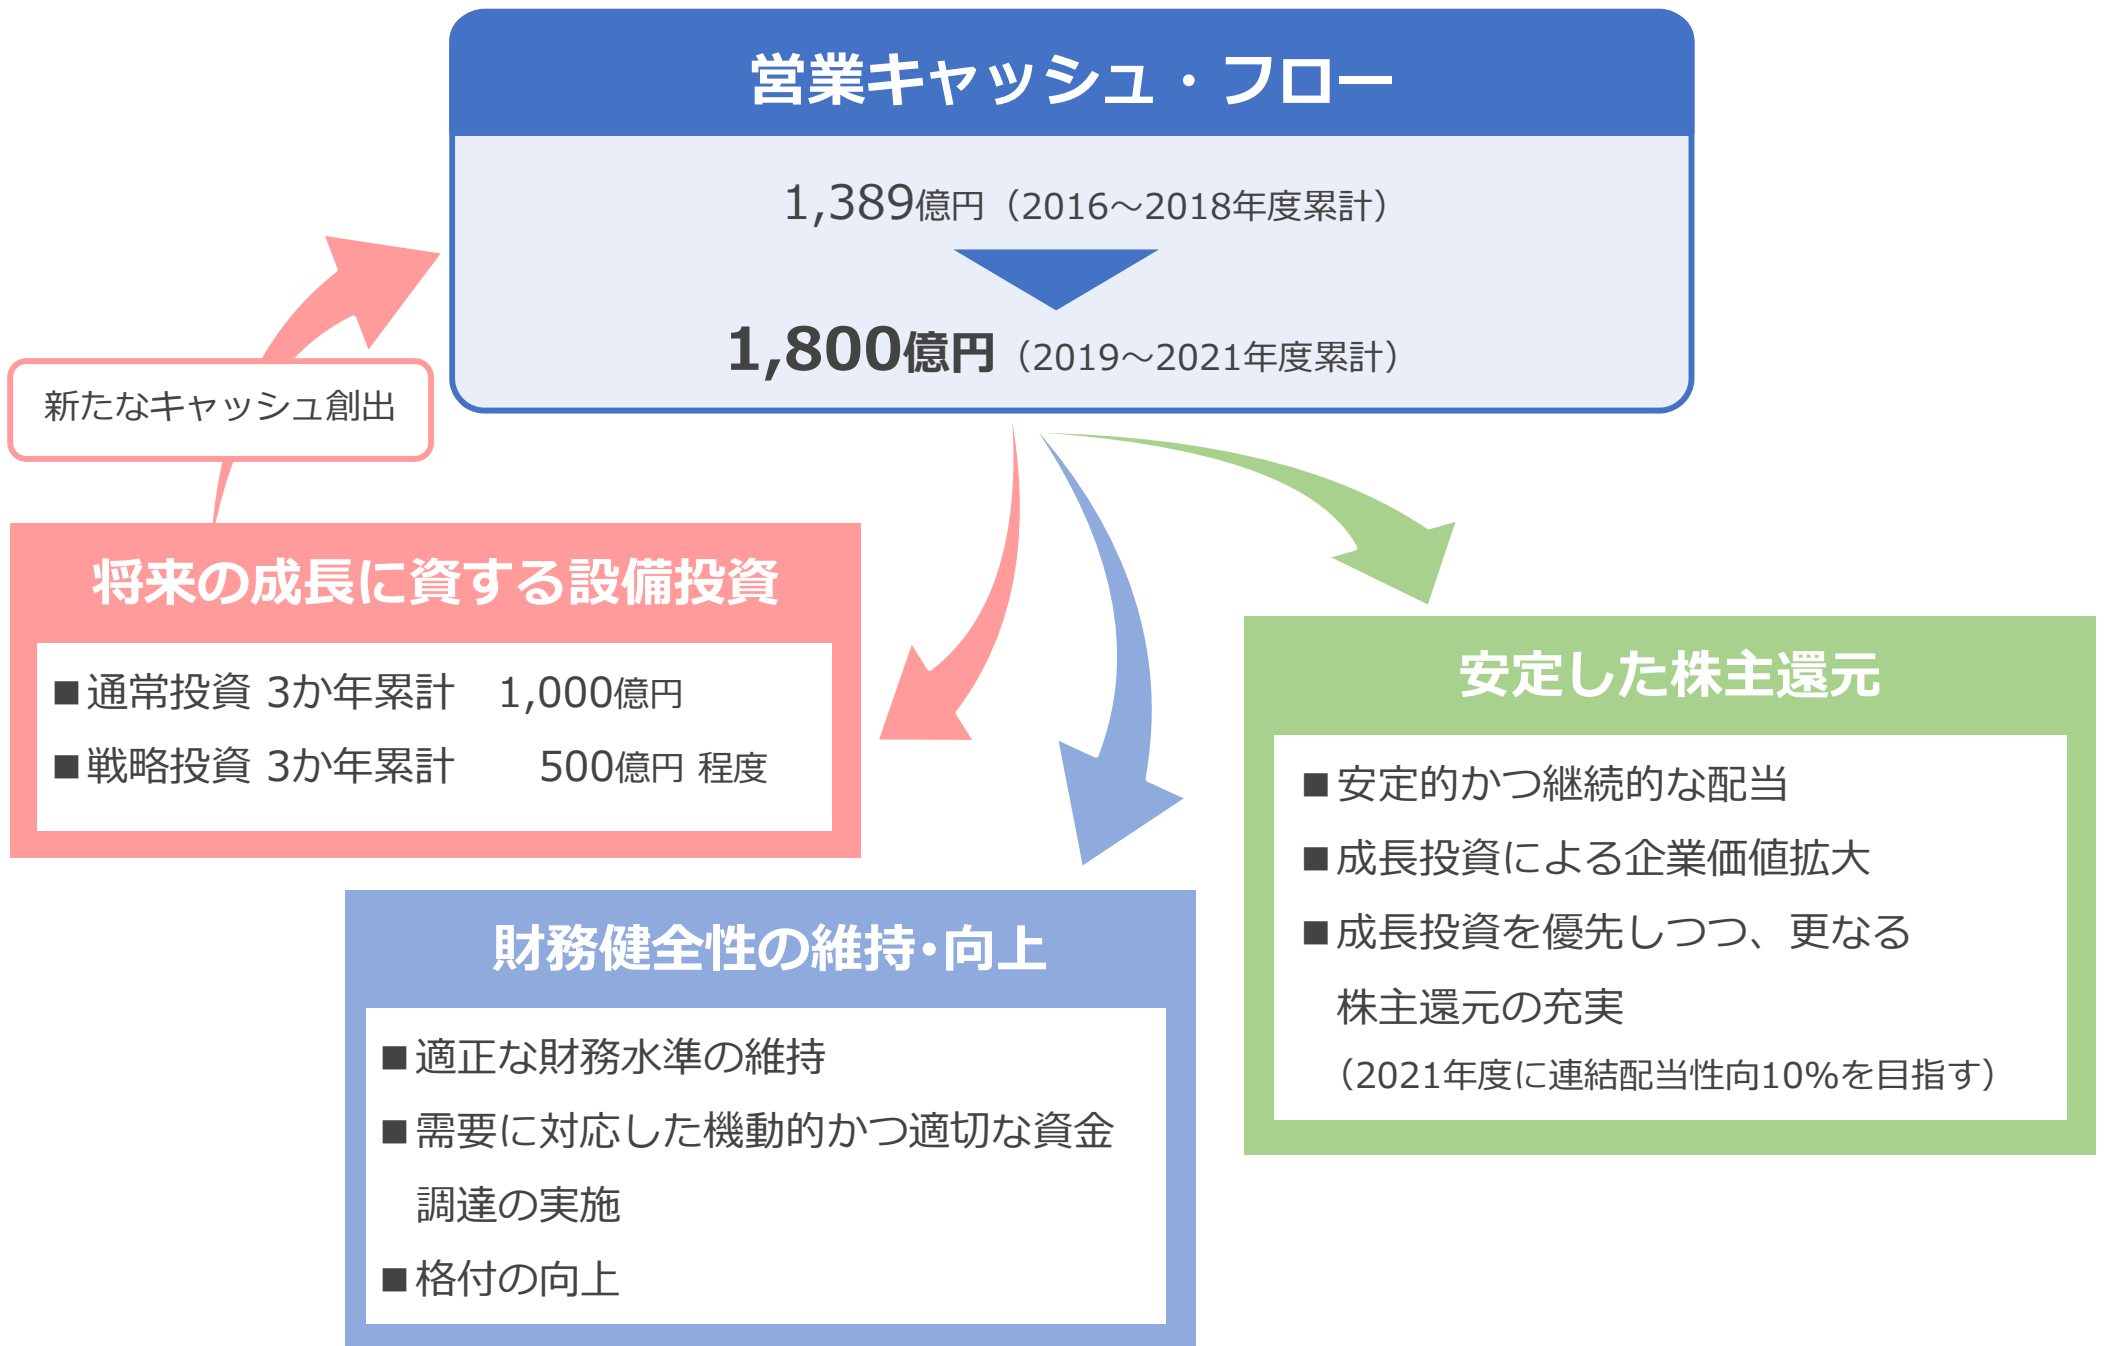 営業キャッシュ・フロー
1,389億円（2016～2018年度累計）
1,800億円（2019～2021年度累計）
新たなキャッシュ創出
将来の成長に資する設備投資
■通常投資 3か年累計　1,000億円
■戦略投資 3か年累計　　500億円 程度
安定した株主還元
■安定的かつ継続的な配当
■成長投資による企業価値拡大
■成長投資を優先しつつ、更なる
株主還元の充実
（2021年度に連結配当性向10%を目指す）
財務健全性の維持･向上
■適正な財務水準の維持
■需要に対応した機動的かつ適切な資金
調達の実施
■格付の向上